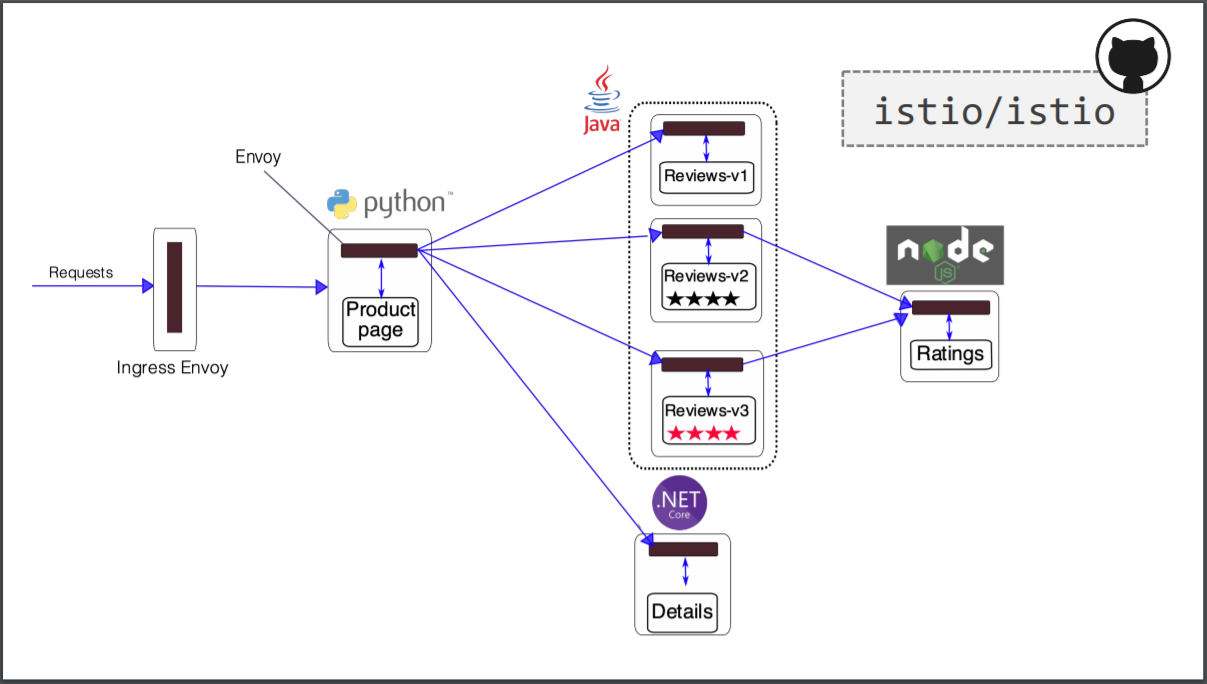 istio/istio
Java
Envoy
python™
Reviews-v1
Requests
Reviews-v2
node
JS
Product
page
Ratings
Ingress Envoy
Reviews-v3
.NET
Core
Details